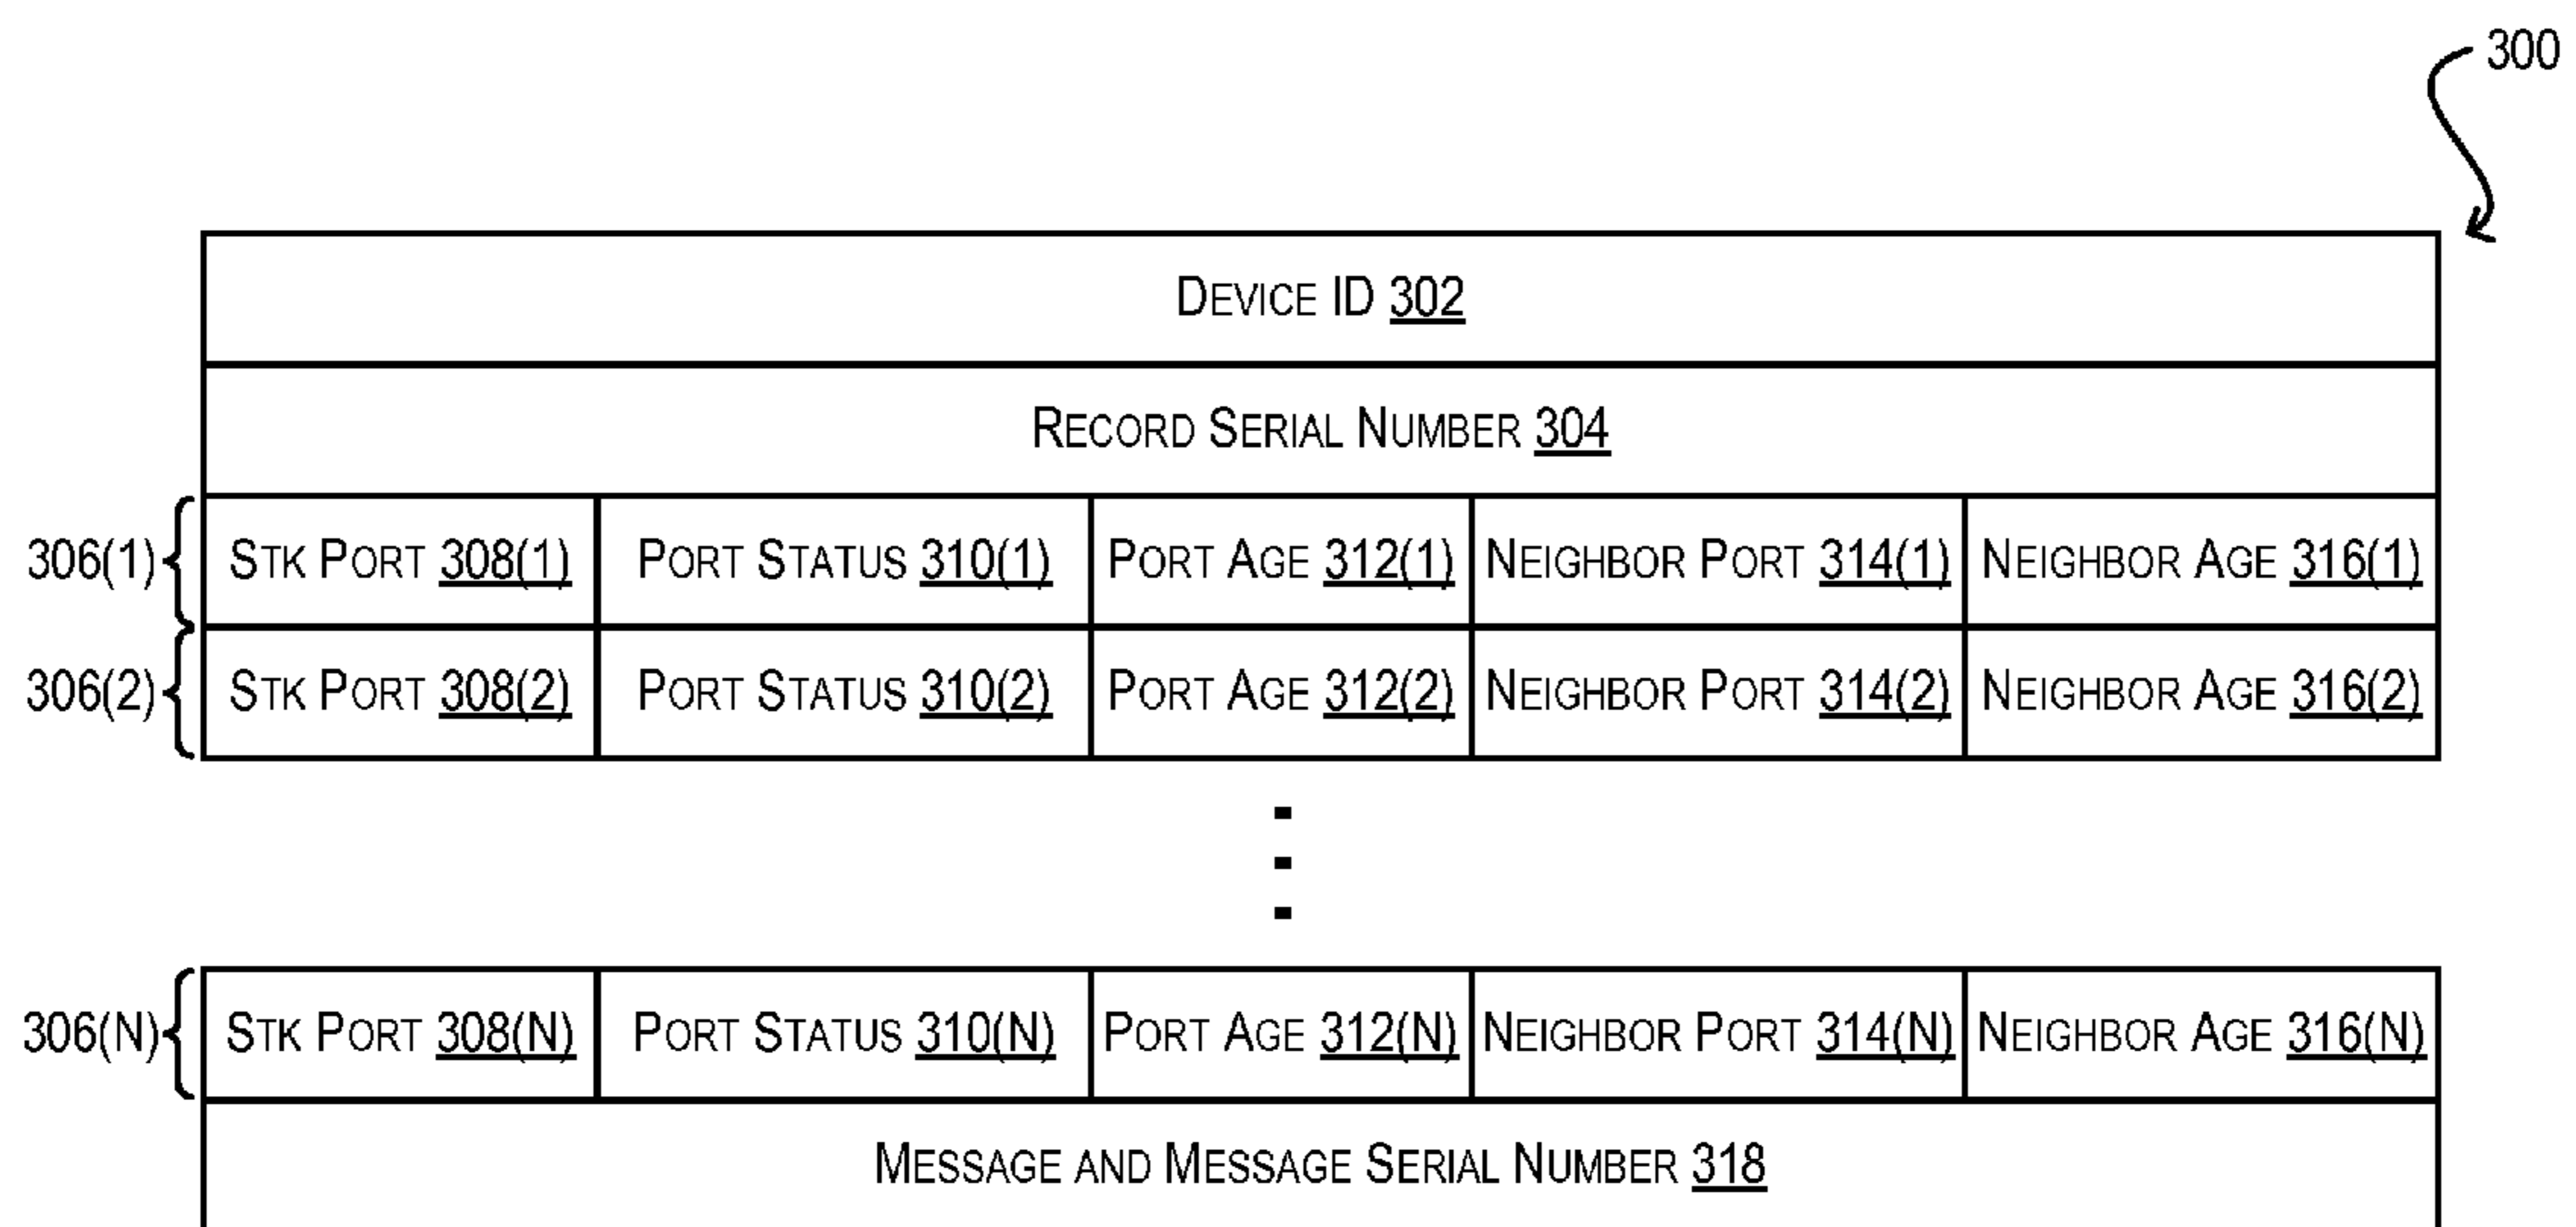 300
DEVICE ID 302
RECORD SERIAL NUMBER 304
306(1) STK PORT 308(1) PORT STATUS 310(1) PORT AGE 312(1) NEIGHBOR PORT 314(1) NEIGHBOR AGE 316(1)
306(2) STK PORT 308(2) PORT STATUS 310(2) PORT AGE 312(2) NEIGHBOR PORT 314(2) NEIGHBOR AGE 316(2)
306(N) STK PORT 308(N) PORT STATUS 310(N) PORT AGE 312(N) NEIGHBOR PORT 314(N) NEIGHBOR AGE 316(N)
MESSAGE AND MESSAGE SERIAL NUMBER 318